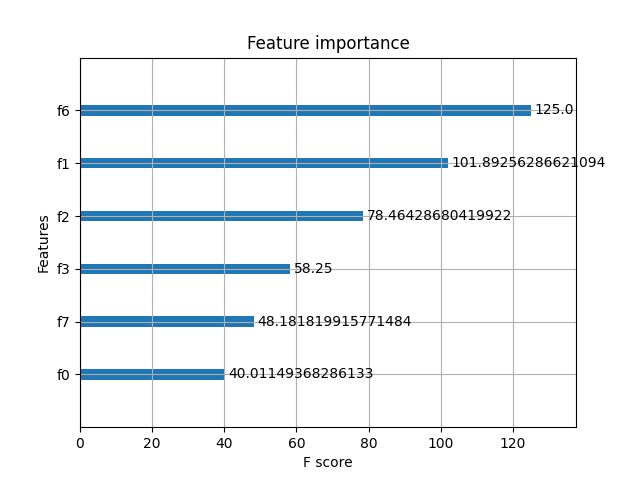 Feature importance
f6 125.0
f1 101.89256286621094
f2 78.46428680419922
f3 58.25
f7 48.181819915771484
f0 40.01149368286133
Features
0 20 40 60 80 100 120
F score